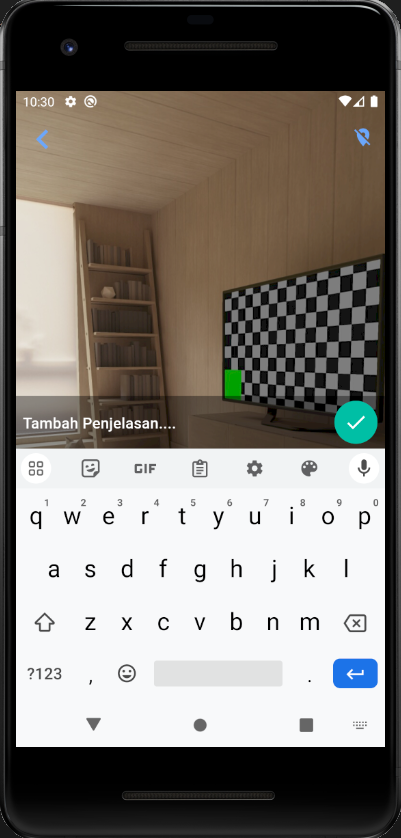 10:30
Tambah Penjelasan....
GIF
1 2 3 4 5 6 7 8 9 0
q w e r t y u i o p
a s d f g h j k l
z x c v b n m
?123 , .